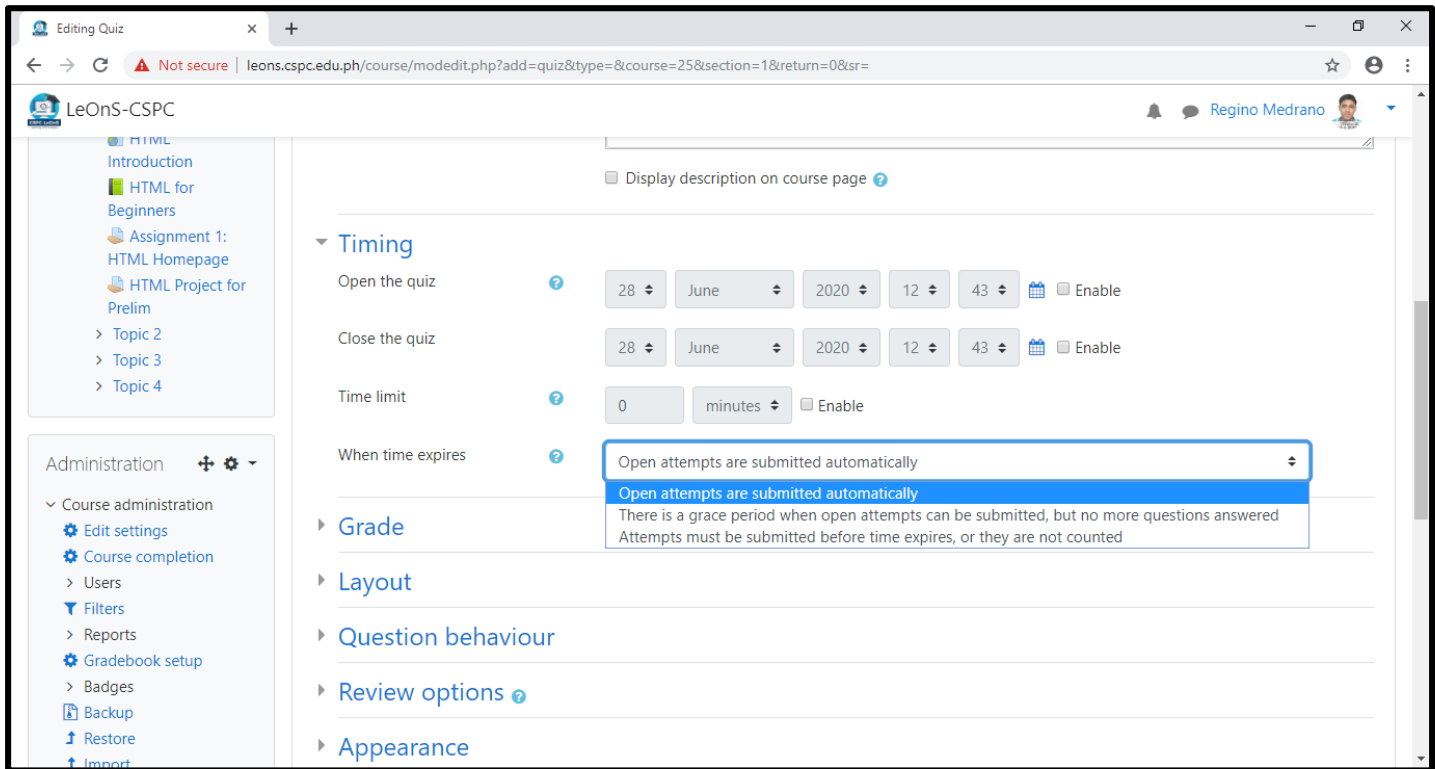 Editing Quiz
Not secure | leons.cspc.edu.ph/course/modedit.php?add=quiz&type=&course=25&section=1&return=0&sr=
LeOnS-CSPC
Regino Medrano
HTML
Introduction
HTML for
Beginners
Assignment 1:
HTML Homepage
HTML Project for
Prelim
Topic 2
Topic 3
Topic 4
Administration
Course administration
Edit settings
Course completion
Users
Filters
Reports
Gradebook setup
Badges
Backup
Restore
Import
Display description on course page
Timing
Open the quiz
28 June 2020 12 43 Enable
Close the quiz
28 June 2020 12 43 Enable
Time limit
0 minutes Enable
When time expires
Open attempts are submitted automatically
Open attempts are submitted automatically
There is a grace period when open attempts can be submitted, but no more questions answered
Attempts must be submitted before time expires, or they are not counted
Grade
Layout
Question behaviour
Review options
Appearance